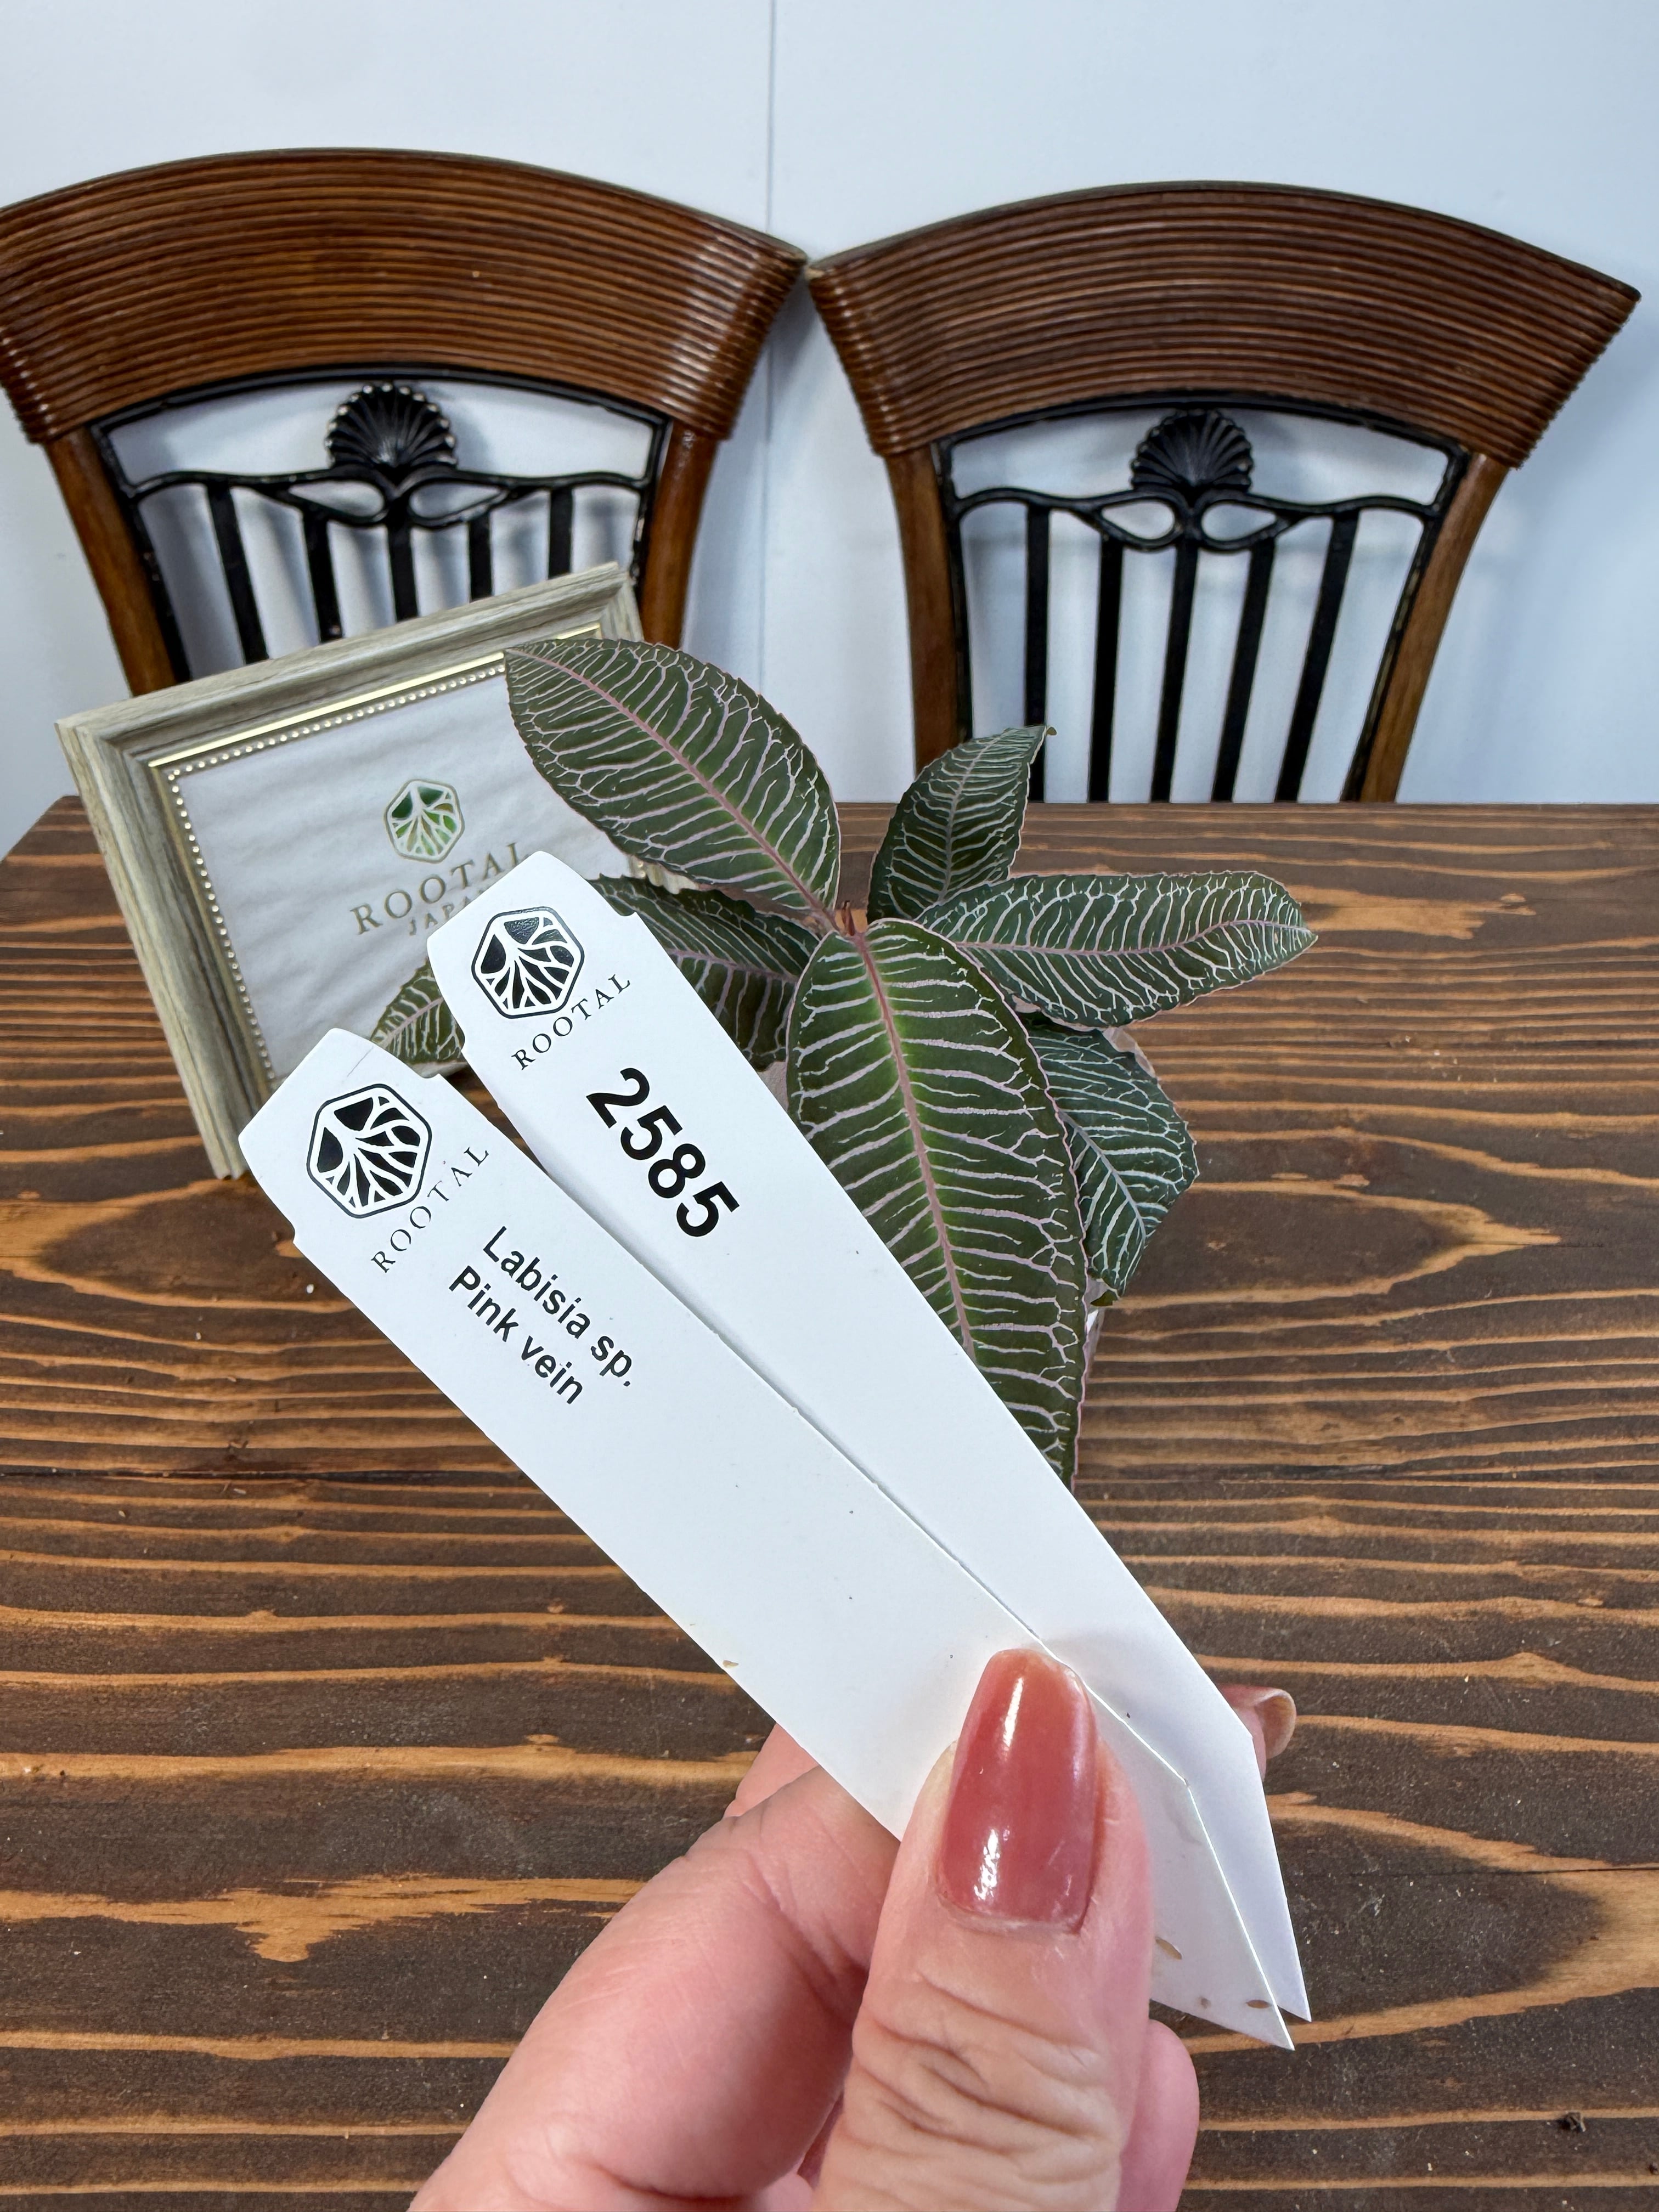 ROOTAL
JAPAN
ROOTAL
2585
ROOTAL
Labisia sp.
Pink vein